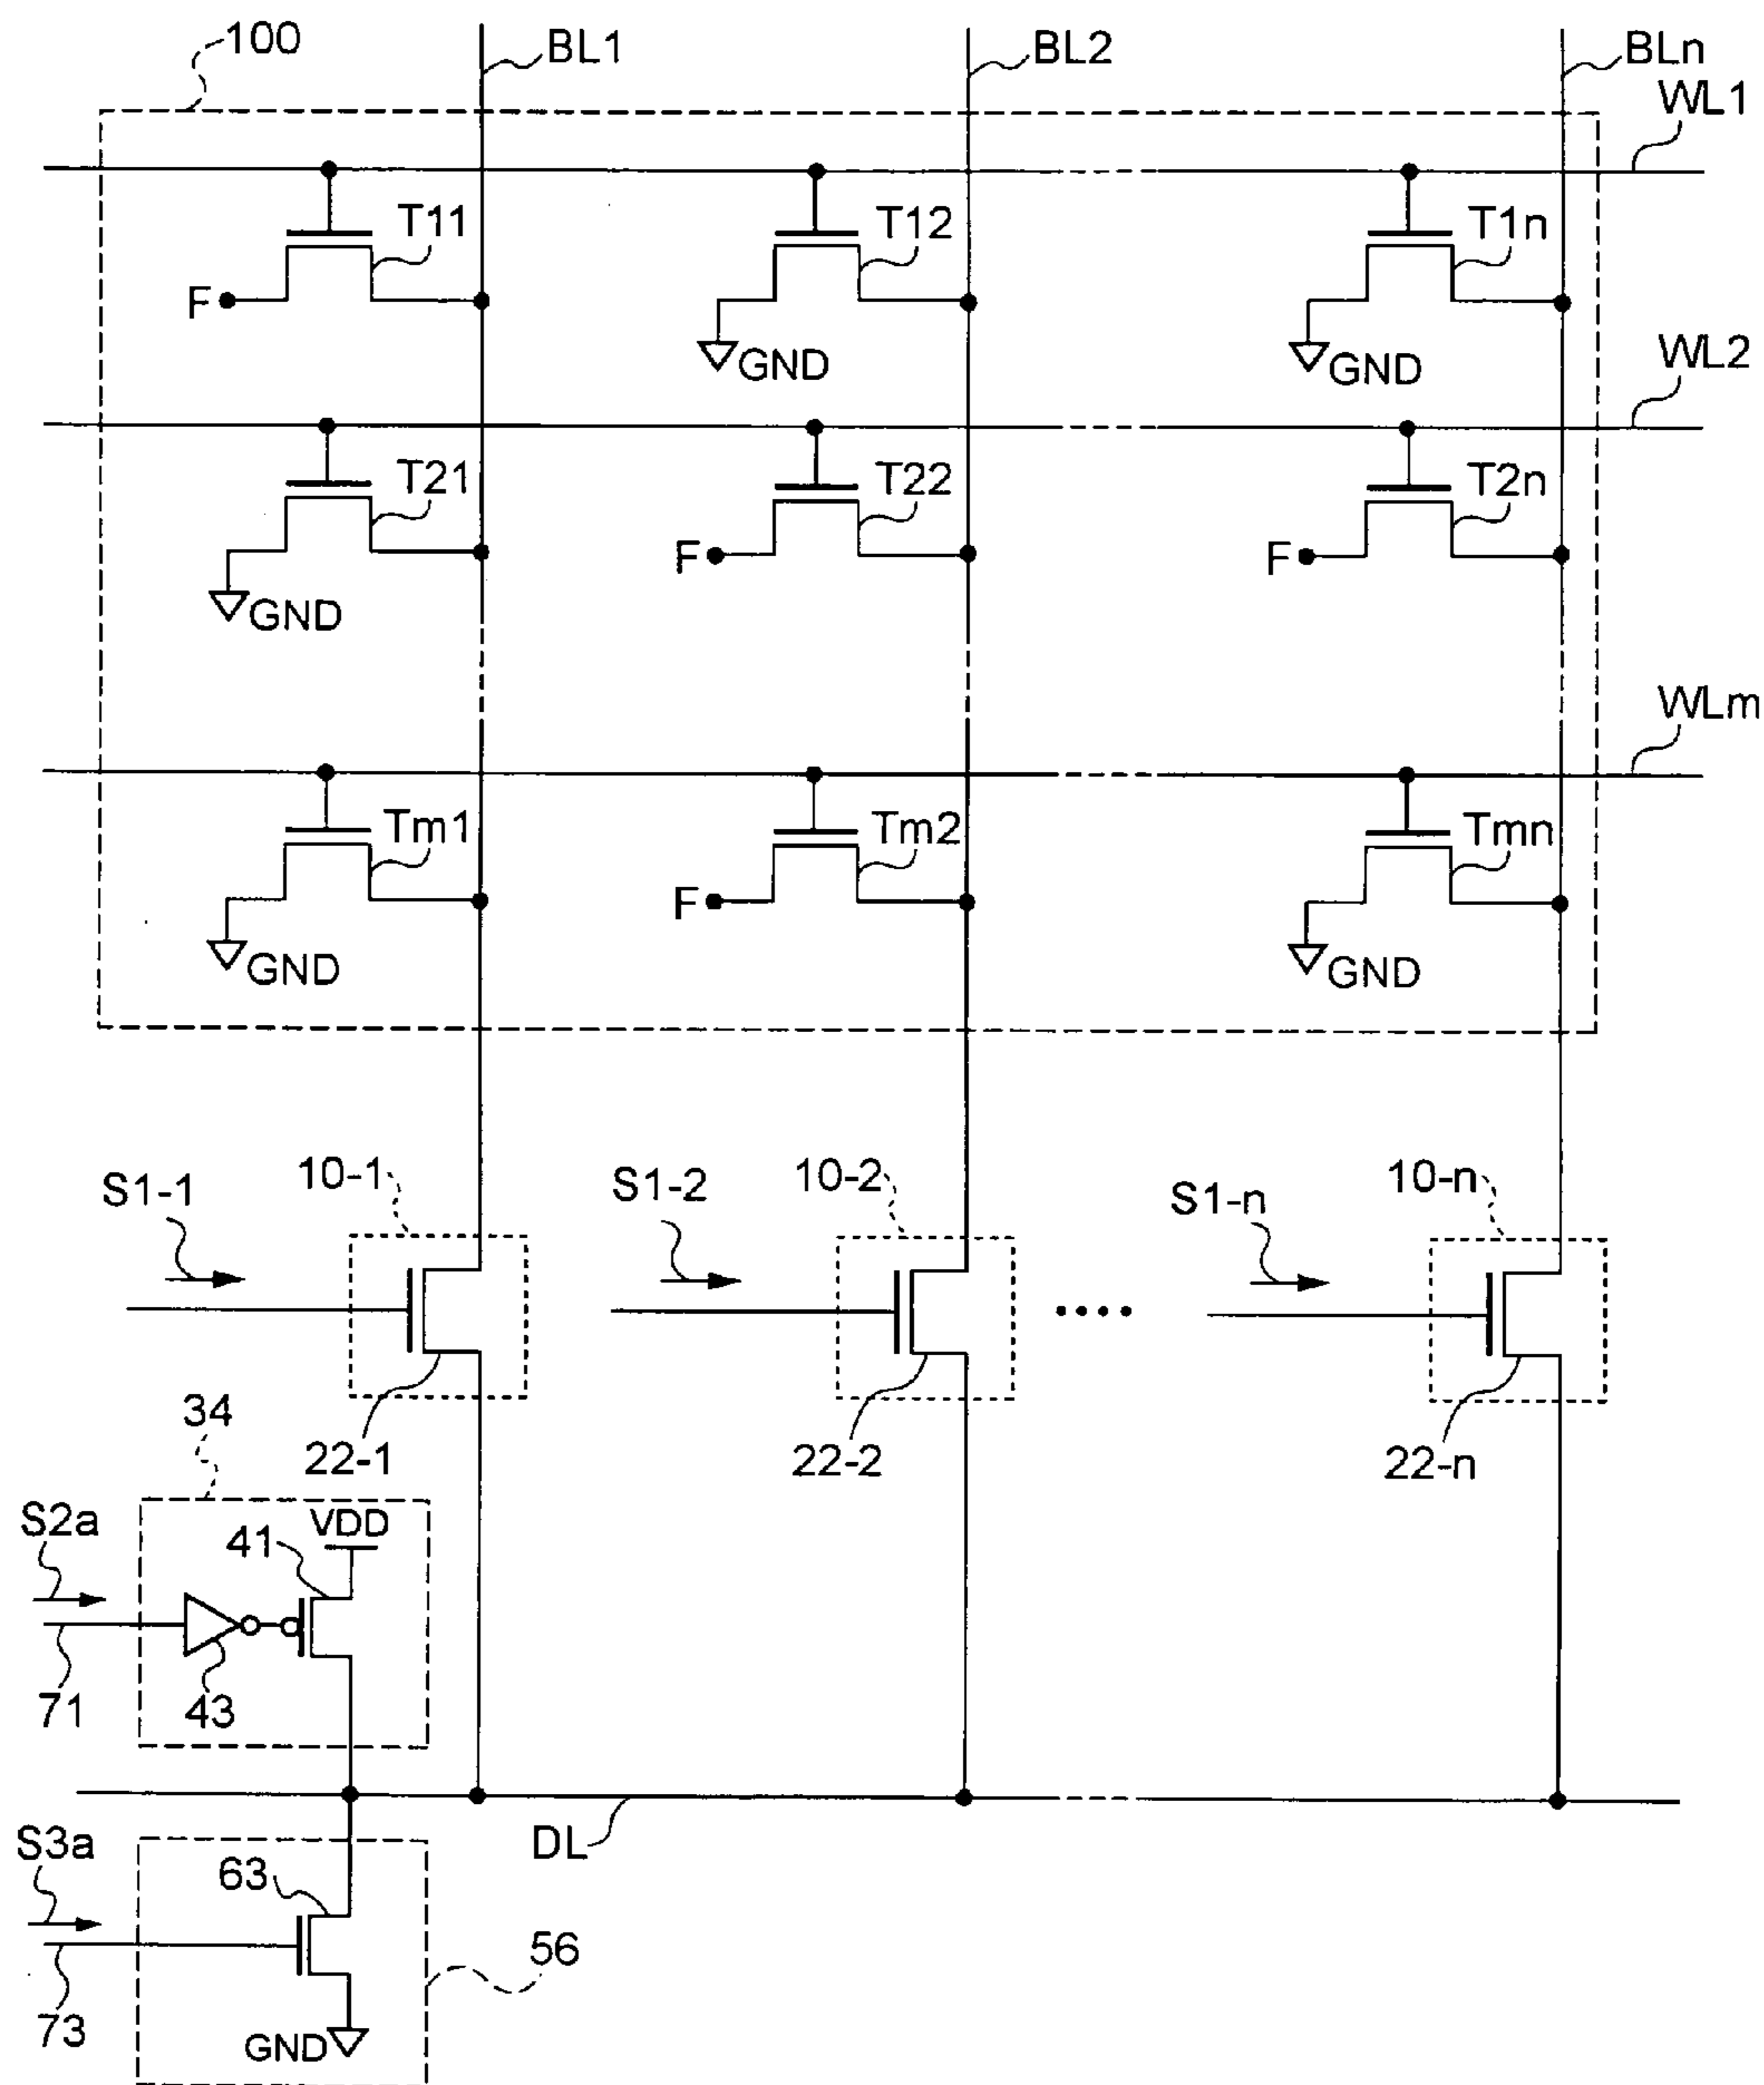 100
BL1
BL2
BLn
WL1
T11
T12
T1n
F
GND
GND
WL2
T21
T22
T2n
F
F
GND
WLm
Tm1
Tm2
Tmn
F
GND
GND
S1-1
10-1
S1-2
10-2
S1-n
10-n
34
22-1
22-2
22-n
S2a
41
VDD
71
43
S3a
DL
63
56
73
GND